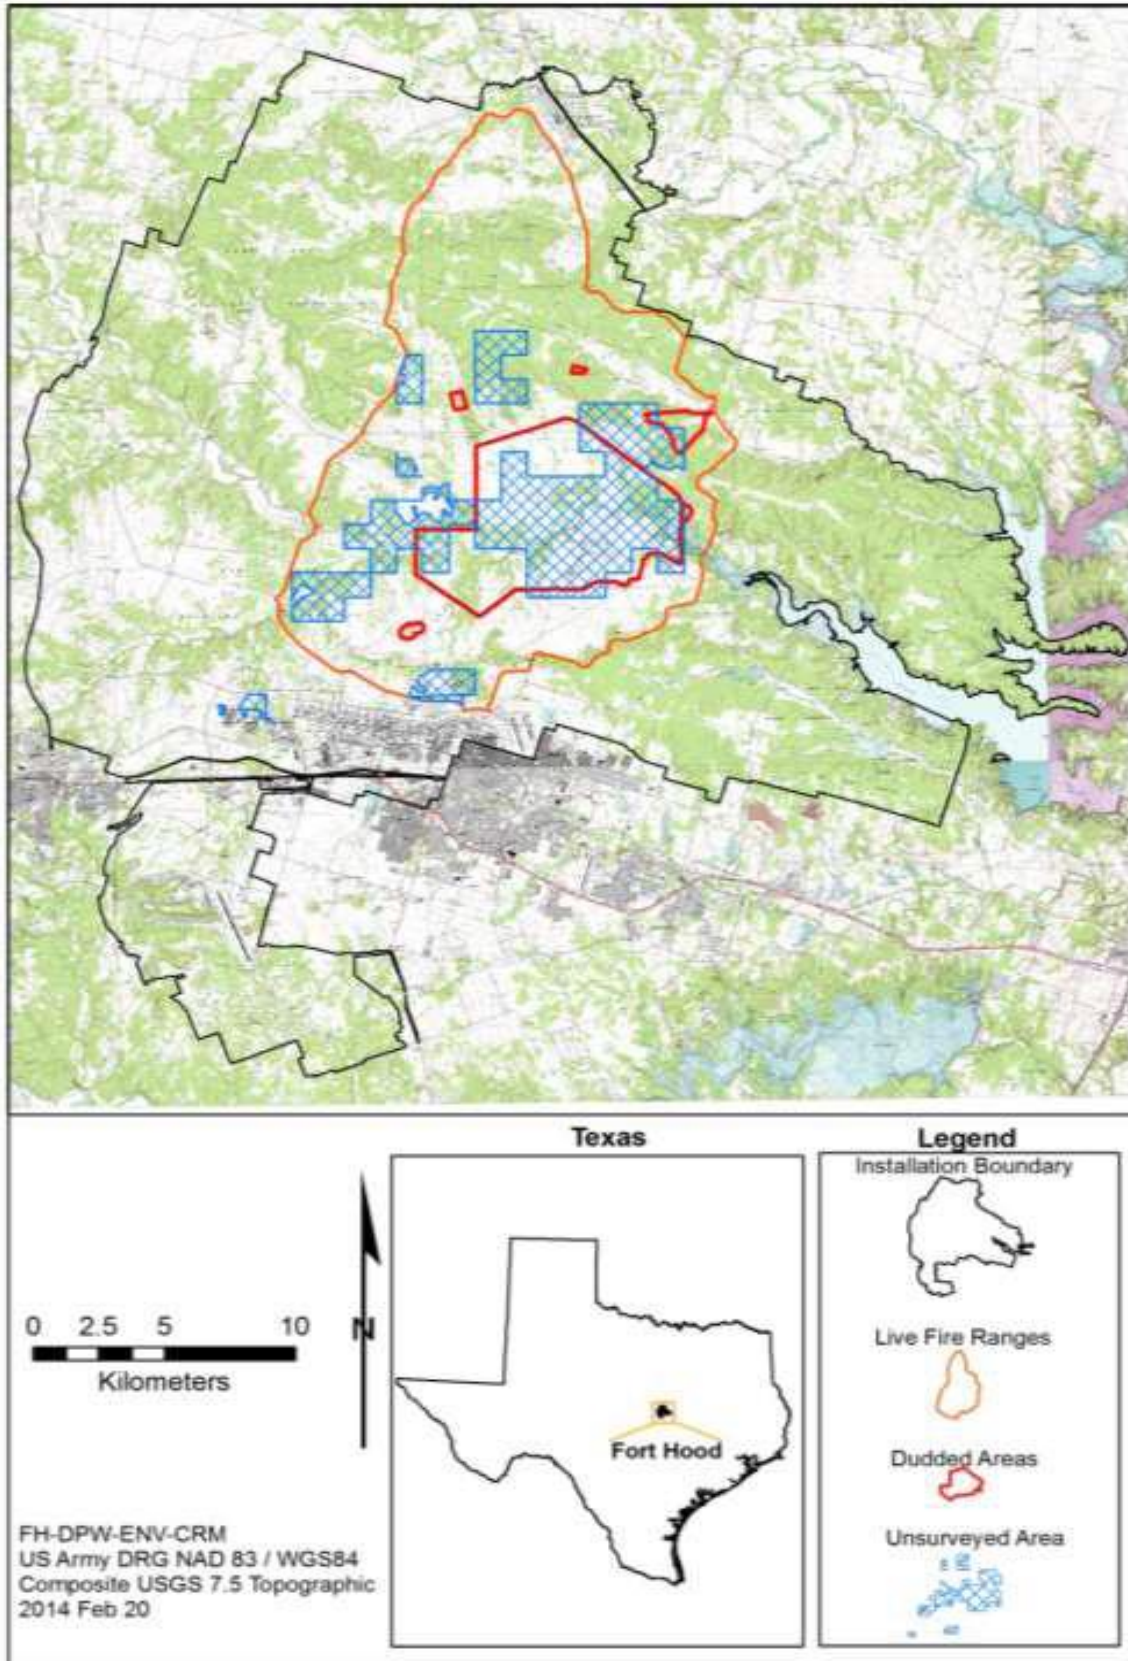 Texas
Legend
Installation Boundary
0 2.5 5 10
Kilometers
N
Live Fire Ranges
Fort Hood
Dudded Areas
Unsurveyed Area
FH-DPW-ENV-CRM
US Army DRG NAD 83 / WGS84
Composite USGS 7.5 Topographic
2014 Feb 20